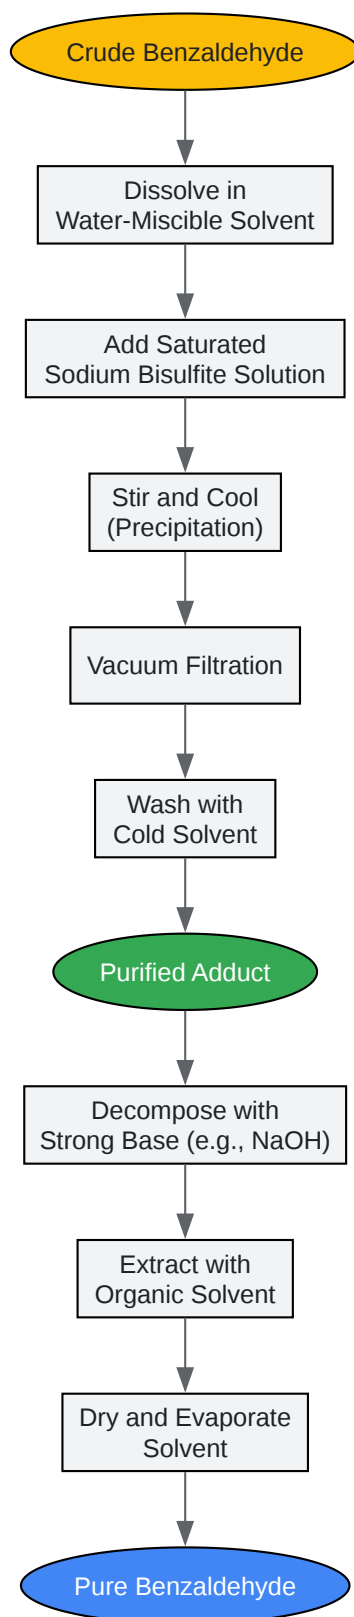 Crude Benzaldehyde
Dissolve in
Water-Miscible Solvent
Add Saturated
Sodium Bisulfite Solution
Stir and Cool
(Precipitation)
Vacuum Filtration
Wash with
Cold Solvent
Purified Adduct
Decompose with
Strong Base (e.g., NaOH)
Extract with
Organic Solvent
Dry and Evaporate
Solvent
Pure Benzaldehyde